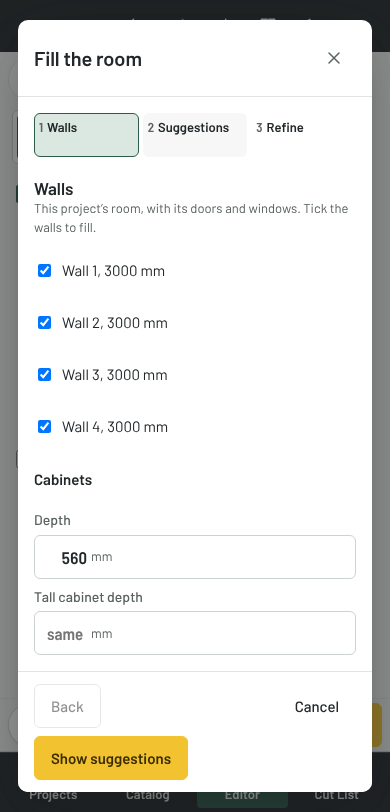 Fill the room
1 Walls
2 Suggestions
3 Refine
Walls
This project's room, with its doors and windows. Tick the
walls to fill.
Wall 1, 3000 mm
Wall 2, 3000 mm
Wall 3, 3000 mm
Wall 4, 3000 mm
Cabinets
Depth
560 mm
Tall cabinet depth
same mm
Back
Cancel
Show suggestions
Projects
Catalog
Editor
Cut List